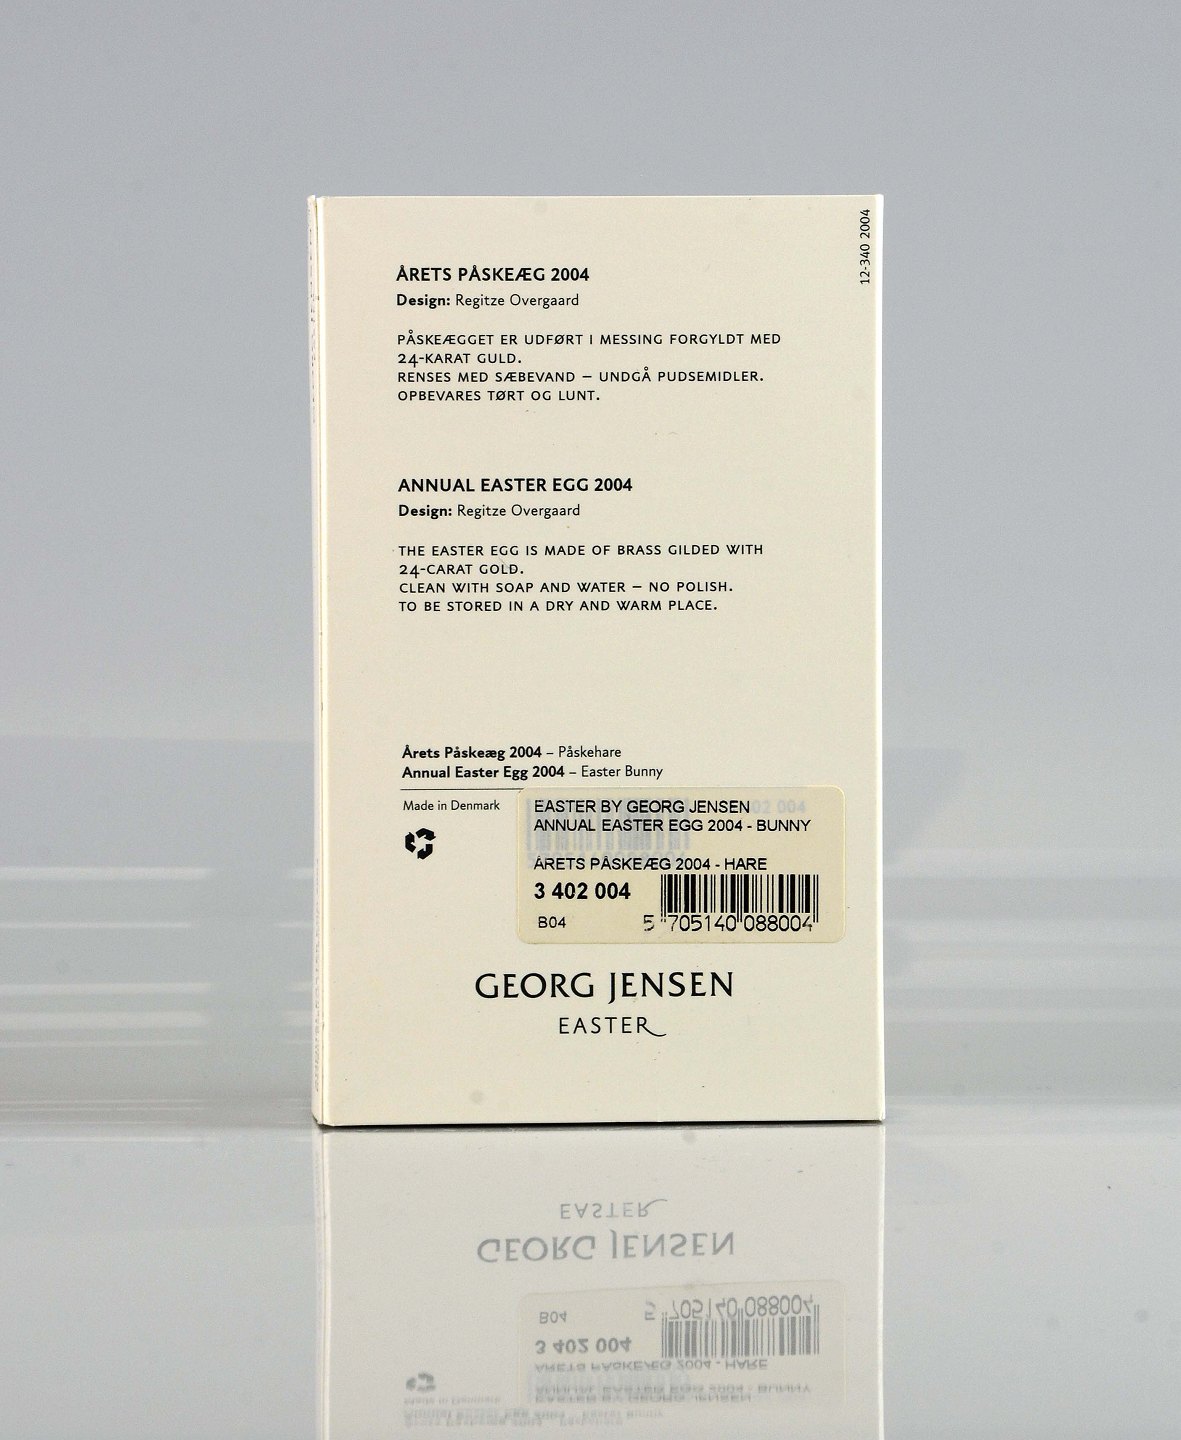 12-340 2004
ÅRETS PÅSKEÆG 2004
Design: Regitze Overgaard
PÅSKEÆGGET ER UDFØRT I MESSING FORGYLDT MED
24-KARAT GULD.
RENSES MED SÆBEVAND – UNDGÅ PUDSEMIDLER.
OPBEVARES TØRT OG LUNT.
ANNUAL EASTER EGG 2004
Design: Regitze Overgaard
THE EASTER EGG IS MADE OF BRASS GILDED WITH
24-CARAT GOLD.
CLEAN WITH SOAP AND WATER – NO POLISH.
TO BE STORED IN A DRY AND WARM PLACE.
Årets Påskeæg 2004 – Påskehare
Annual Easter Egg 2004 – Easter Bunny
Made in Denmark
EASTER BY GEORG JENSEN
ANNUAL EASTER EGG 2004 - BUNNY
ÅRETS PÅSKEÆG 2004 - HARE
3 402 004
B04
5 705140 088004
GEORG JENSEN
EASTER